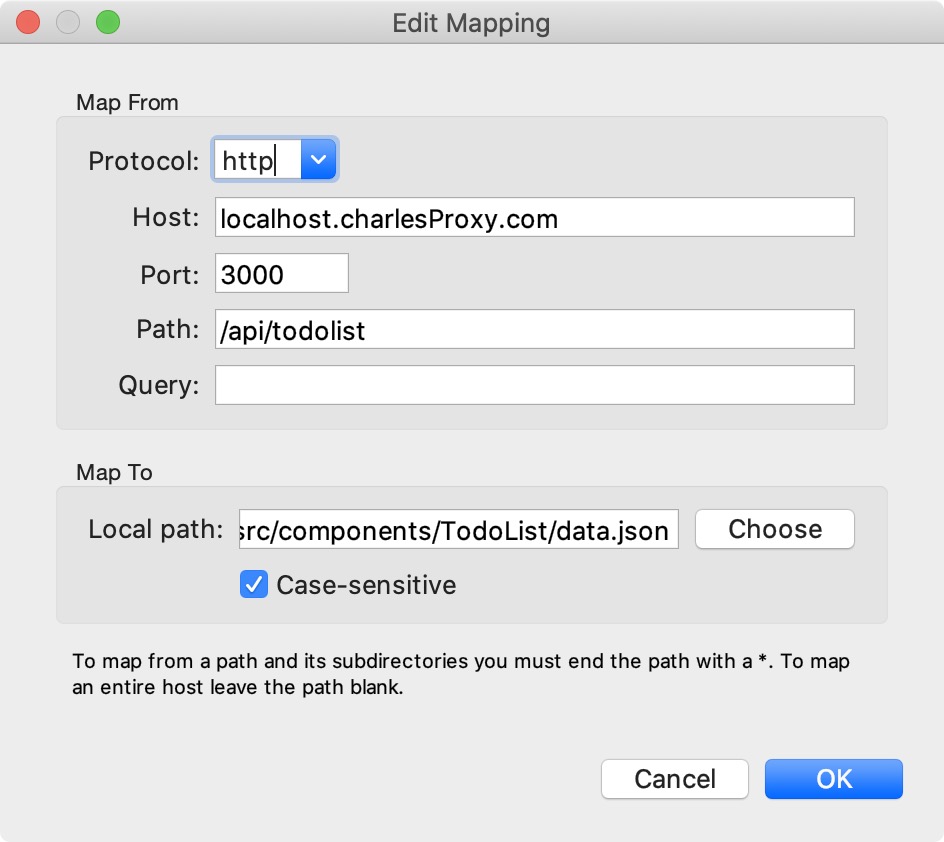 Edit Mapping
Map From
Protocol: http
Host: localhost.charlesProxy.com
Port: 3000
Path: /api/todolist
Query:
Map To
Local path: src/components/TodoList/data.json Choose
Case-sensitive
To map from a path and its subdirectories you must end the path with a *. To map
an entire host leave the path blank.
Cancel OK